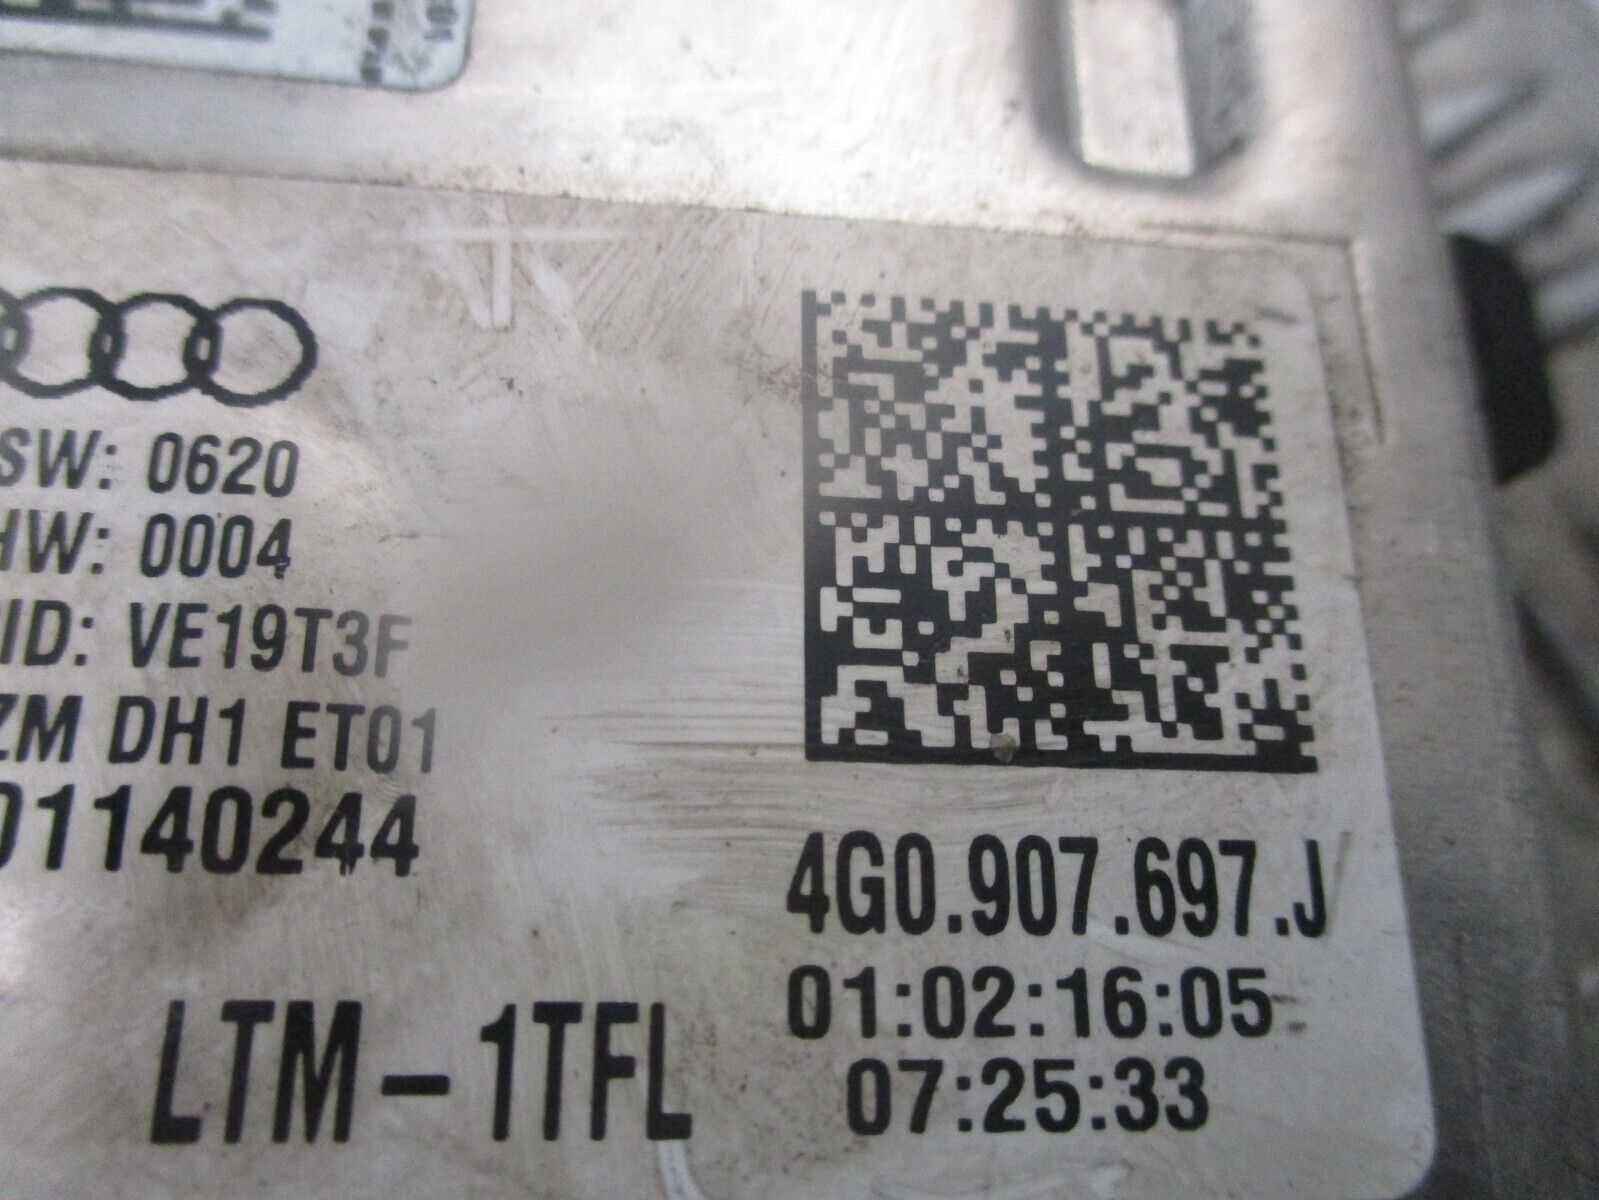 SW: 0620
HW: 0004
ID: VE19T3F
ZM DH1 ET01
01140244
4G0.907.697.J
01:02:16:05
07:25:33
LTM-1TFL